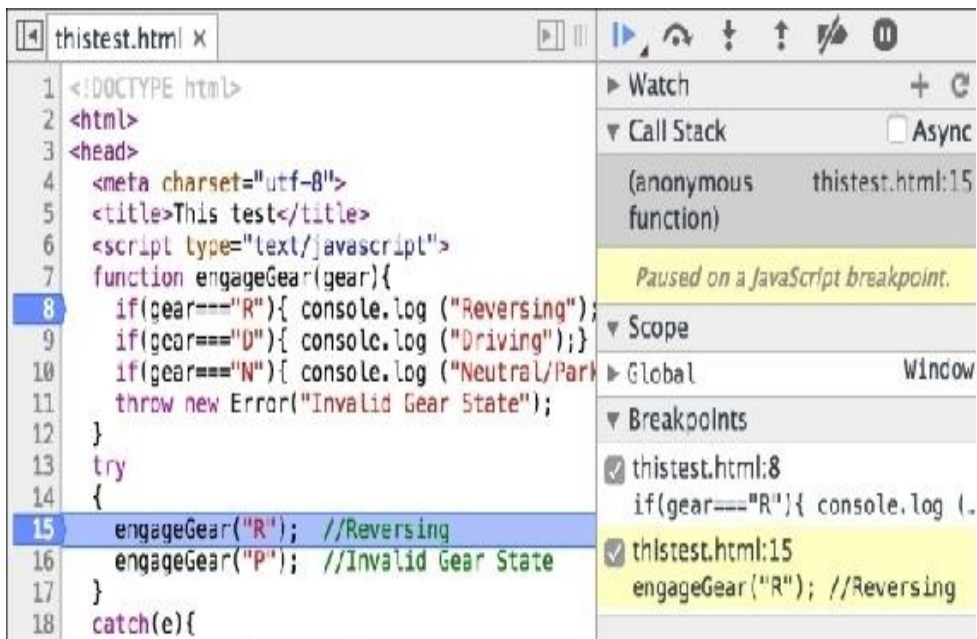 thistest.html ×
1 <!DOCTYPE html>
2 <html>
3 <head>
4 <meta charset="utf-8">
5 <title>This test</title>
6 <script type="text/javascript">
7 function engageGear(gear){
8 if(gear==="R"){ console.log ("Reversing");
9 if(gear==="D"){ console.log ("Driving");}
10 if(gear==="N"){ console.log ("Neutral/Park
11 throw new Error("Invalid Gear State");
12 }
13 try
14 {
15 engageGear("R"); //Reversing
16 engageGear("P"); //Invalid Gear State
17 }
18 catch(e){
Watch
Call Stack Async
(anonymous function) thistest.html:15
Paused on a JavaScript breakpoint.
Scope
Global Window
Breakpoints
thistest.html:8
if(gear==="R"){ console.log (…
thistest.html:15
engageGear("R"); //Reversing